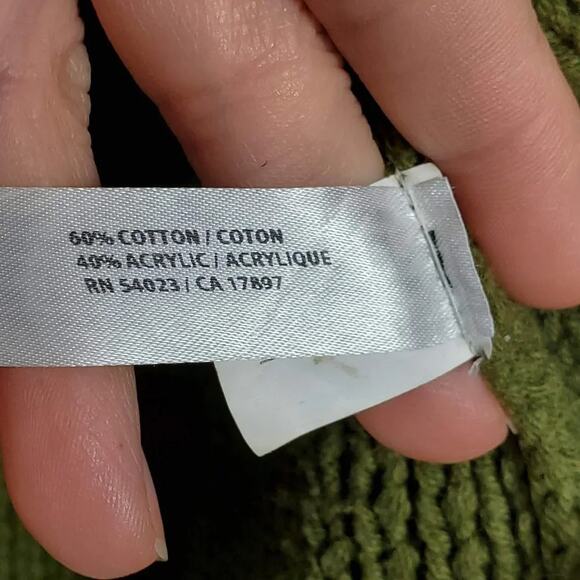 60% COTTON / COTON
40% ACRYLIC / ACRYLIQUE
RN 54023 / CA 17897